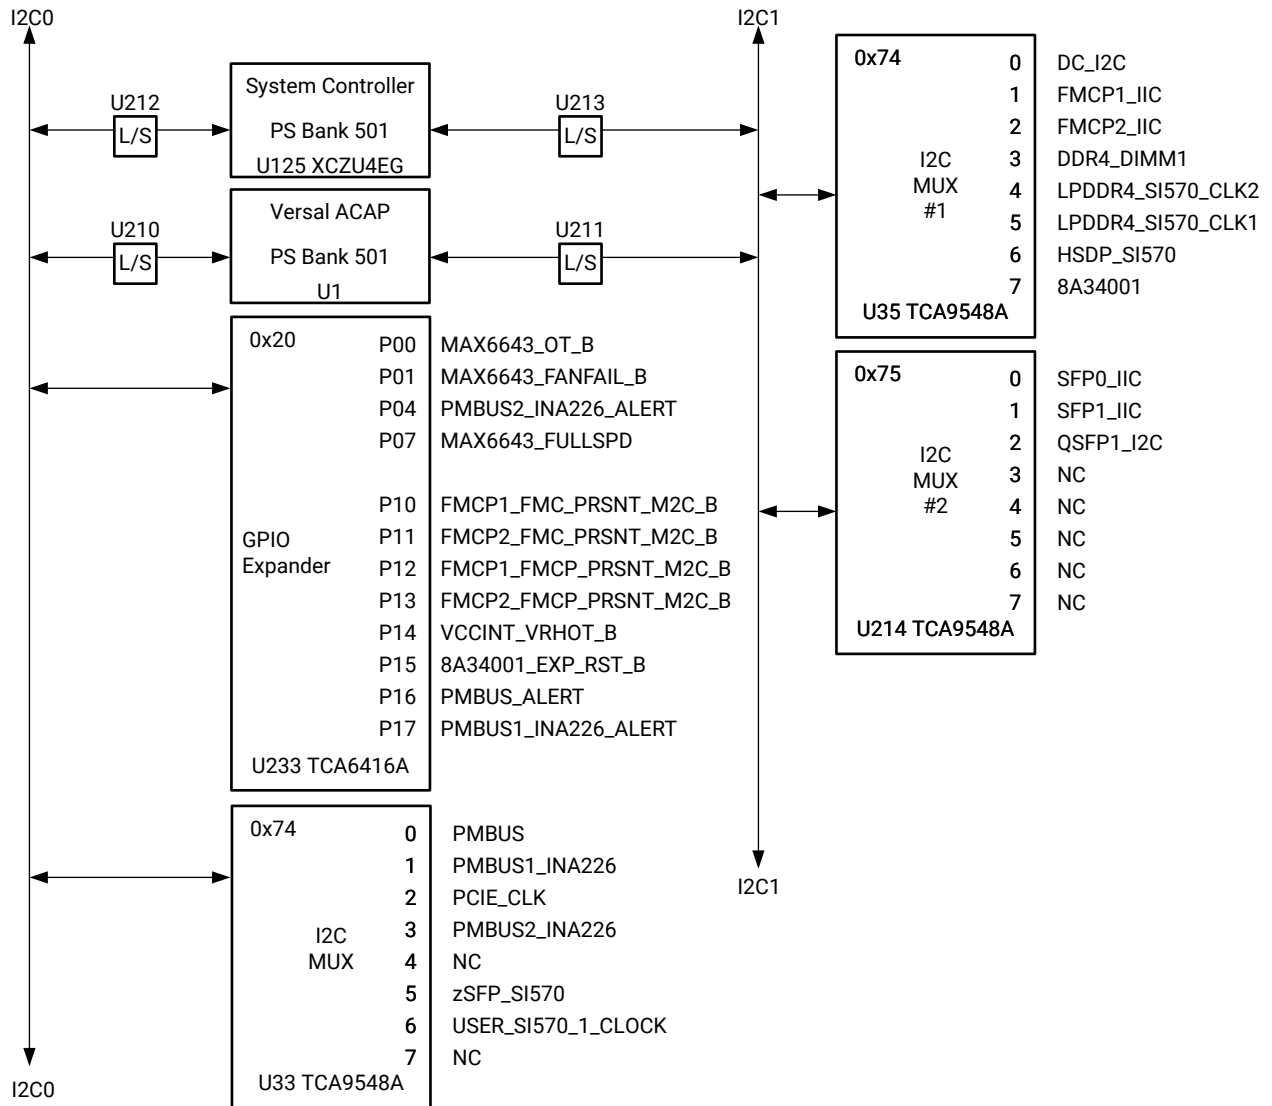 I2C0
I2C1
U212
L/S
System Controller
PS Bank 501
U125 XCZU4EG
U213
L/S
U210
L/S
Versal ACAP
PS Bank 501
U1
U211
L/S
0x20
P00 MAX6643_OT_B
P01 MAX6643_FANFAIL_B
P04 PMBUS2_INA226_ALERT
P07 MAX6643_FULLSPD
P10 FMCP1_FMC_PRSNT_M2C_B
P11 FMCP2_FMC_PRSNT_M2C_B
GPIO
Expander
P12 FMCP1_FMCP_PRSNT_M2C_B
P13 FMCP2_FMCP_PRSNT_M2C_B
P14 VCCINT_VRHOT_B
P15 8A34001_EXP_RST_B
P16 PMBUS_ALERT
P17 PMBUS1_INA226_ALERT
U233 TCA6416A
0x74
0 PMBUS
1 PMBUS1_INA226
2 PCIE_CLK
3 PMBUS2_INA226
I2C
MUX
4 NC
5 zSFP_SI570
6 USER_SI570_1_CLOCK
7 NC
U33 TCA9548A
I2C0
0x74
0 DC_I2C
1 FMCP1_IIC
2 FMCP2_IIC
I2C
MUX
#1
3 DDR4_DIMM1
4 LPDDR4_SI570_CLK2
5 LPDDR4_SI570_CLK1
6 HSDP_SI570
7 8A34001
U35 TCA9548A
0x75
0 SFP0_IIC
1 SFP1_IIC
2 QSFP1_I2C
I2C
MUX
#2
3 NC
4 NC
5 NC
6 NC
7 NC
U214 TCA9548A
I2C1